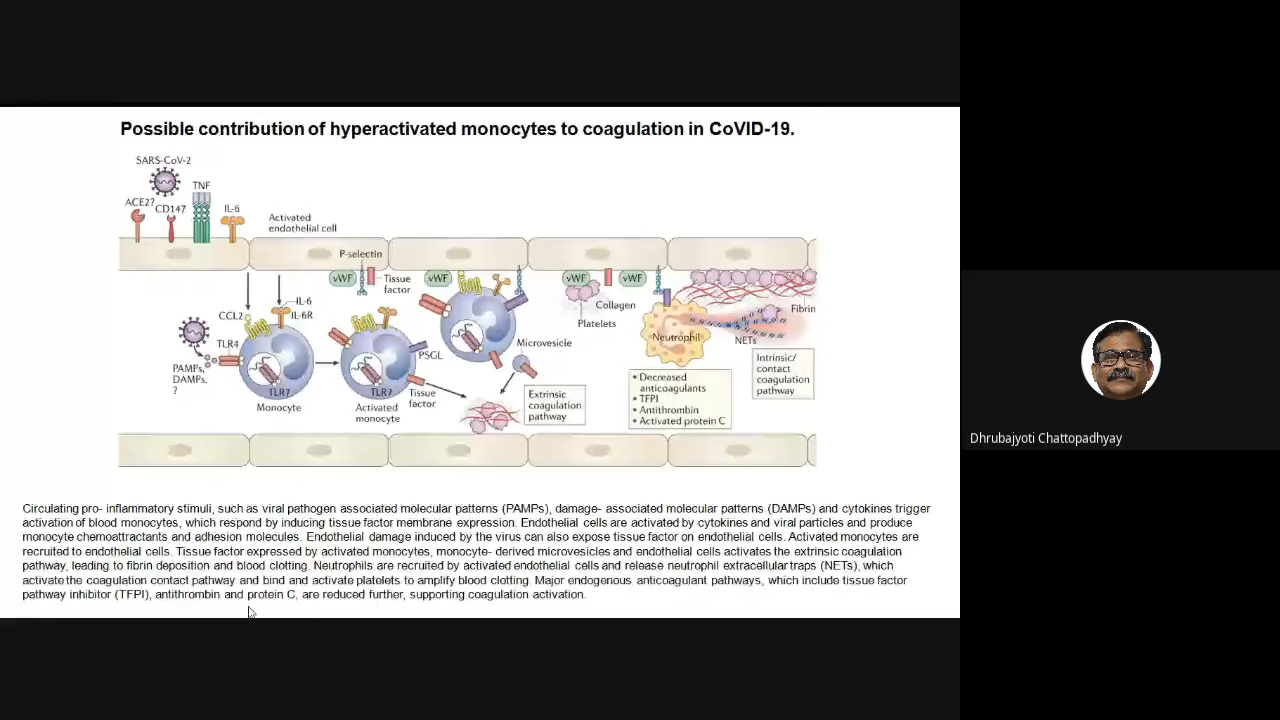 Possible contribution of hyperactivated monocytes to coagulation in CoVID-19.
SARS-CoV-2
TNF
ACE2?
CD147
IL-6
Activated
endothelial cell
P-selectin
vWF
Tissue
factor
vWF
vWF
vWF
Collagen
Platelets
Fibrin
CCL2
IL-6
IL-6R
TLR4
PAMPs,
DAMPs,
?
TLR7
Monocyte
TLR7
Activated
monocyte
PSGL
Tissue
factor
Microvesicle
Extrinsic
coagulation
pathway
Neutrophil
NETs
• Decreased
anticoagulants
• TFPI
• Antithrombin
• Activated protein C
Intrinsic/
contact
coagulation
pathway
Circulating pro- inflammatory stimuli, such as viral pathogen associated molecular patterns (PAMPs), damage- associated molecular patterns (DAMPs) and cytokines trigger
activation of blood monocytes, which respond by inducing tissue factor membrane expression. Endothelial cells are activated by cytokines and viral particles and produce
monocyte chemoattractants and adhesion molecules. Endothelial damage induced by the virus can also expose tissue factor on endothelial cells. Activated monocytes are
recruited to endothelial cells. Tissue factor expressed by activated monocytes, monocyte- derived microvesicles and endothelial cells activates the extrinsic coagulation
pathway, leading to fibrin deposition and blood clotting. Neutrophils are recruited by activated endothelial cells and release neutrophil extracellular traps (NETs), which
activate the coagulation contact pathway and bind and activate platelets to amplify blood clotting. Major endogenous anticoagulant pathways, which include tissue factor
pathway inhibitor (TFPI), antithrombin and protein C, are reduced further, supporting coagulation activation.
Dhrubajyoti Chattopadhyay